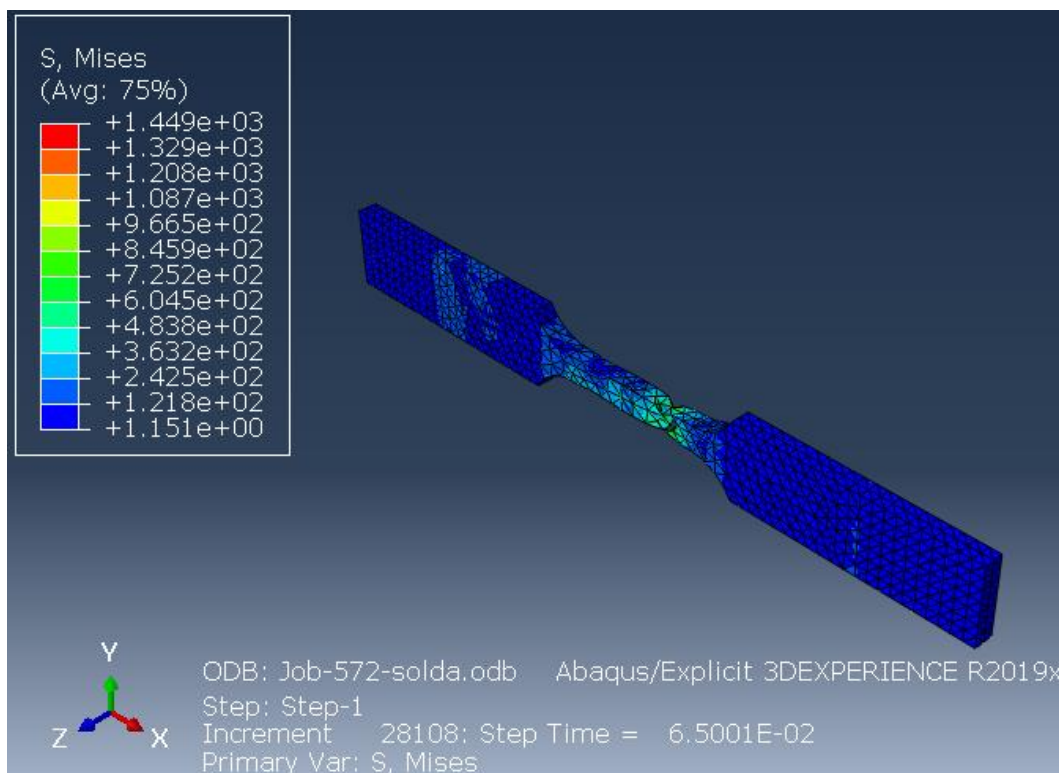 S, Mises
(Avg: 75%)
+1.449e+03
+1.329e+03
+1.208e+03
+1.087e+03
+9.665e+02
+8.459e+02
+7.252e+02
+6.045e+02
+4.838e+02
+3.632e+02
+2.425e+02
+1.218e+02
+1.151e+00
Y
Z X
ODB: Job-572-solda.odb Abaqus/Explicit 3DEXPERIENCE R2019x
Step: Step-1
Increment 28108: Step Time = 6.5001E-02
Primary Var: S, Mises